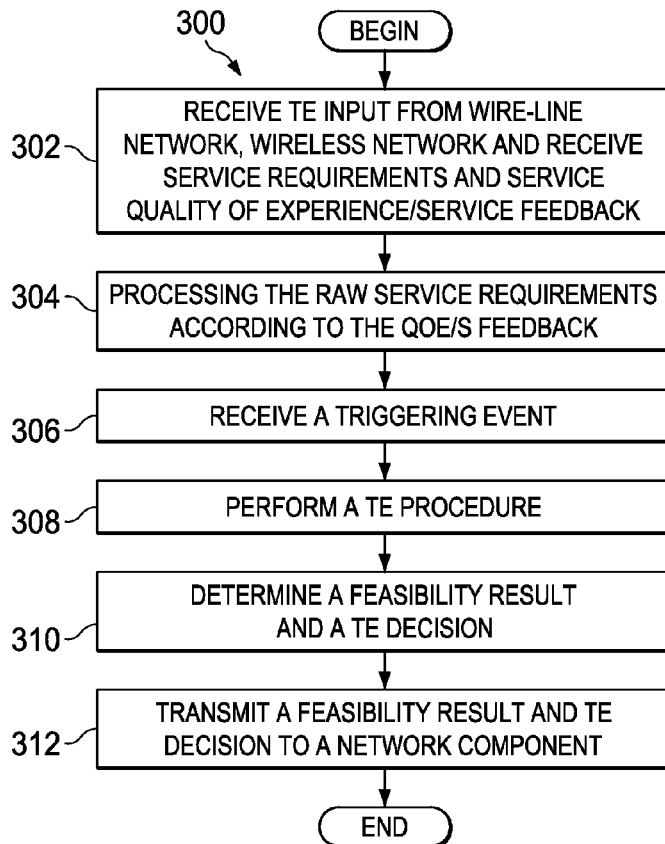 300
BEGIN
302
RECEIVE TE INPUT FROM WIRE-LINE
NETWORK, WIRELESS NETWORK AND RECEIVE
SERVICE REQUIREMENTS AND SERVICE
QUALITY OF EXPERIENCE/SERVICE FEEDBACK
304
PROCESSING THE RAW SERVICE REQUIREMENTS
ACCORDING TO THE QOE/S FEEDBACK
306
RECEIVE A TRIGGERING EVENT
308
PERFORM A TE PROCEDURE
310
DETERMINE A FEASIBILITY RESULT
AND A TE DECISION
312
TRANSMIT A FEASIBILITY RESULT AND TE
DECISION TO A NETWORK COMPONENT
END